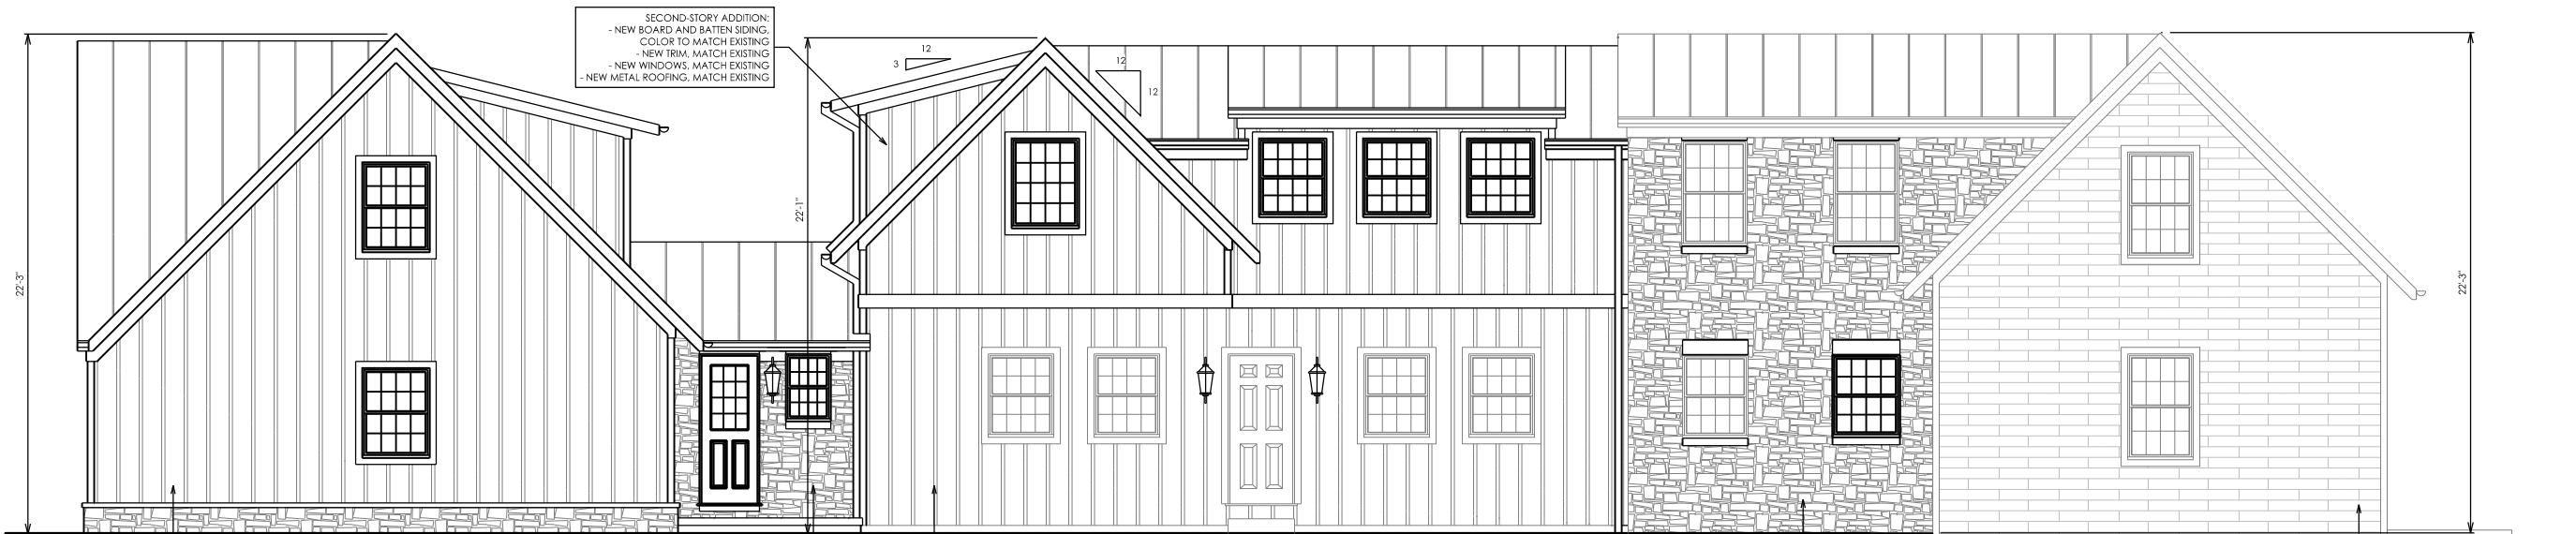 SECOND-STORY ADDITION:
- NEW BOARD AND BATTEN SIDING,
COLOR TO MATCH EXISTING
- NEW TRIM, MATCH EXISTING
- NEW WINDOWS, MATCH EXISTING
- NEW METAL ROOFING, MATCH EXISTING
12
3
12
12
22'-3"
22'-1"
22'-3"